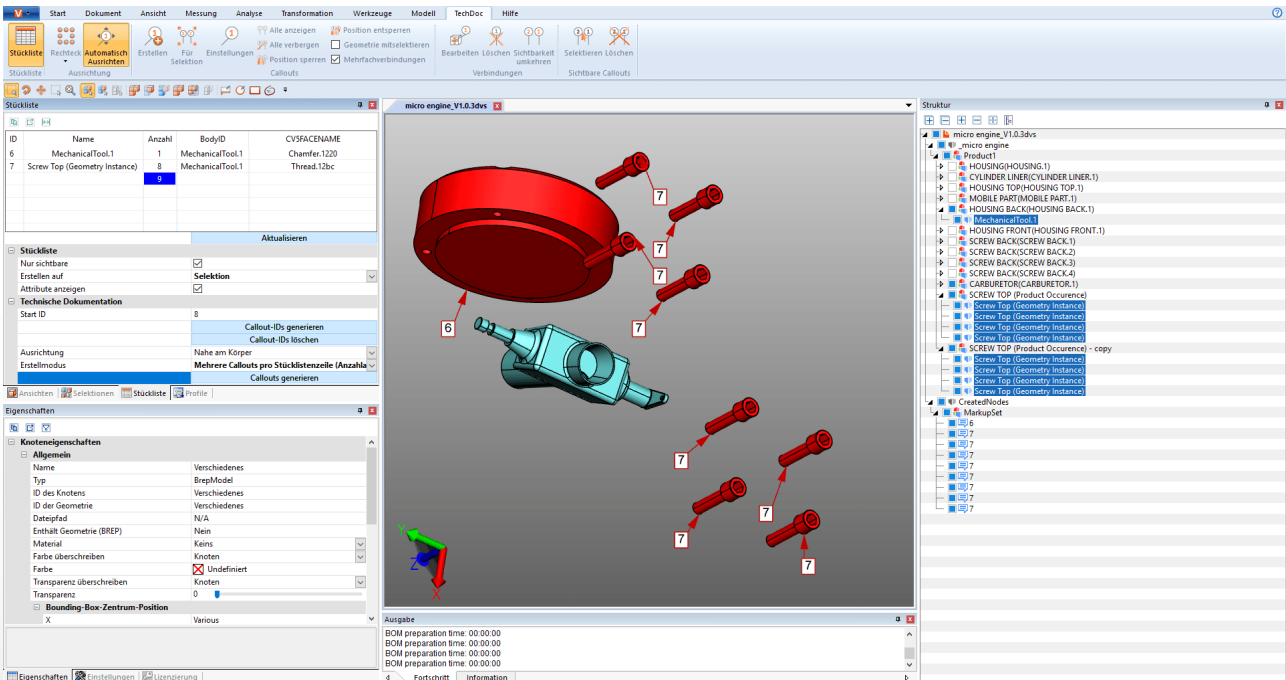 V Start Dokument Ansicht Messung Analyse Transformation Werkzeuge Modell TechDoc Hilfe
Stückliste
Rechteck
Automatisch Ausrichten
Erstellen
Für Selektion
Einstellungen
Alle anzeigen
Alle verbergen
Position sperren
Position entsperren
Geometrie mitselektieren
Mehrfachverbindungen
Bearbeiten Löschen Sichtbarkeit umkehren
Selektieren Löschen
Stückliste Ausrichtung Callouts Verbindungen Sichtbare Callouts
Stückliste
ID Name Anzahl BodyID CV5FACENAME
6 MechanicalTool.1 1 MechanicalTool.1 Chamfer.1220
7 Screw Top (Geometry Instance) 8 MechanicalTool.1 Thread.12bc
9
Aktualisieren
Stückliste
Nur sichtbare
Erstellen auf Selektion
Attribute anzeigen
Technische Dokumentation
Start ID 8
Callout-IDs generieren
Callout-IDs löschen
Ausrichtung Nahe am Körper
Erstellmodus Mehrere Callouts pro Stücklistenzeile (Anzahla
Callouts generieren
Ansichten Selektionen Stückliste Profile
Eigenschaften
Knoteneigenschaften
Allgemein
Name Verschiedenes
Typ BrepModel
ID des Knotens Verschiedenes
ID der Geometrie Verschiedenes
Dateipfad N/A
Enthält Geometrie (BREP) Nein
Material Keins
Farbe überschreiben Knoten
Farbe Undefiniert
Transparenz überschreiben Knoten
Transparenz 0
Bounding-Box-Zentrum-Position
X Various
Eigenschaften Einstellungen Lizenzierung
micro engine_V1.0.3dvs
7
7
7
7
6
7
7
7
7
Y
Z
X
Ausgabe
BOM preparation time: 00:00:00
BOM preparation time: 00:00:00
BOM preparation time: 00:00:00
BOM preparation time: 00:00:00
Fortschritt Information
Struktur
micro engine_V1.0.3dvs
_micro engine
Product1
HOUSING(HOUSING.1)
CYLINDER LINER(CYLINDER LINER.1)
HOUSING TOP(HOUSING TOP.1)
MOBILE PART(MOBILE PART.1)
HOUSING BACK(HOUSING BACK.1)
MechanicalTool.1
HOUSING FRONT(HOUSING FRONT.1)
SCREW BACK(SCREW BACK.1)
SCREW BACK(SCREW BACK.2)
SCREW BACK(SCREW BACK.3)
SCREW BACK(SCREW BACK.4)
CARBURETOR(CARBURETOR.1)
SCREW TOP (Product Occurence)
Screw Top (Geometry Instance)
Screw Top (Geometry Instance)
Screw Top (Geometry Instance)
Screw Top (Geometry Instance)
SCREW TOP (Product Occurence) - copy
Screw Top (Geometry Instance)
Screw Top (Geometry Instance)
Screw Top (Geometry Instance)
Screw Top (Geometry Instance)
CreatedNodes
MarkupSet
6
7
7
7
7
7
7
7
7